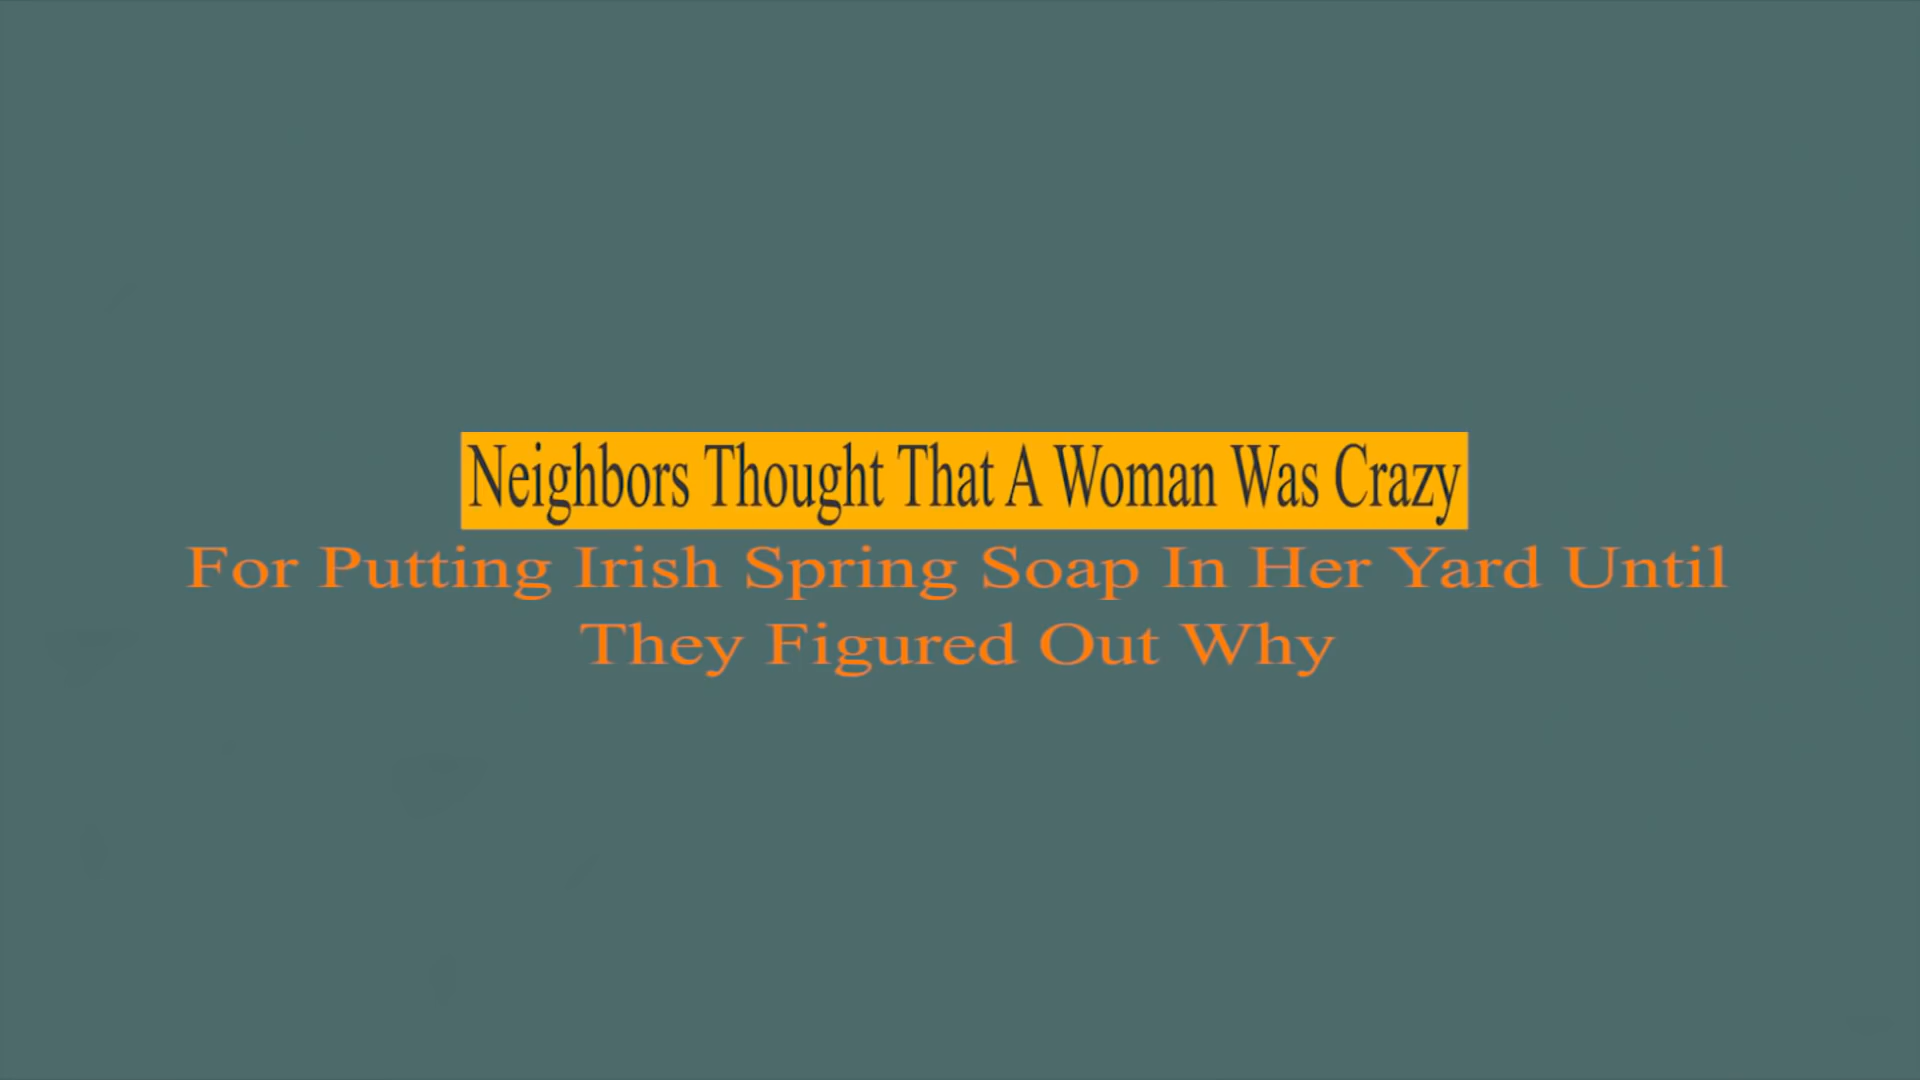 Neighbors Thought That A Woman Was Crazy
For Putting Irish Spring Soap In Her Yard Until
They Figured Out Why